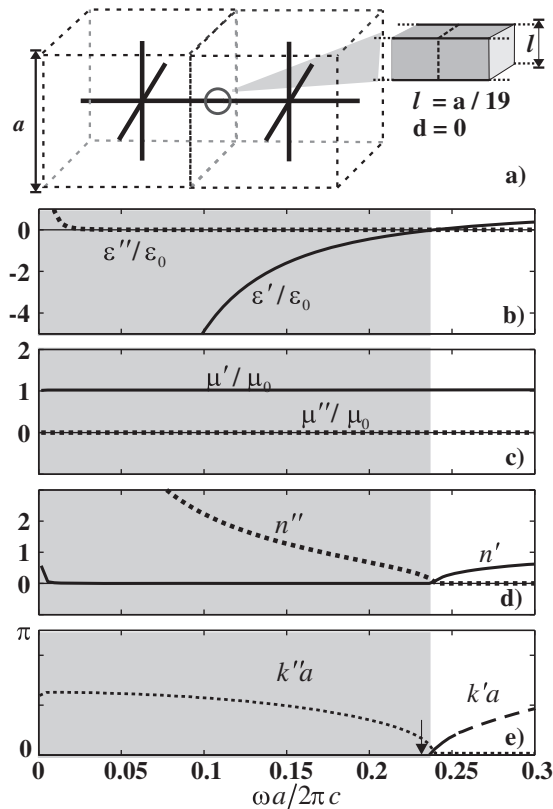 a
l
l = a / 19
d = 0
a)
0
-2
-4
ε''/ε₀
ε'/ε₀
b)
2
1
0
μ'/μ₀
μ''/μ₀
c)
2
1
0
n''
n'
d)
π
0
k''a
k'a
e)
0 0.05 0.1 0.15 0.2 0.25 0.3
ωa/2πc